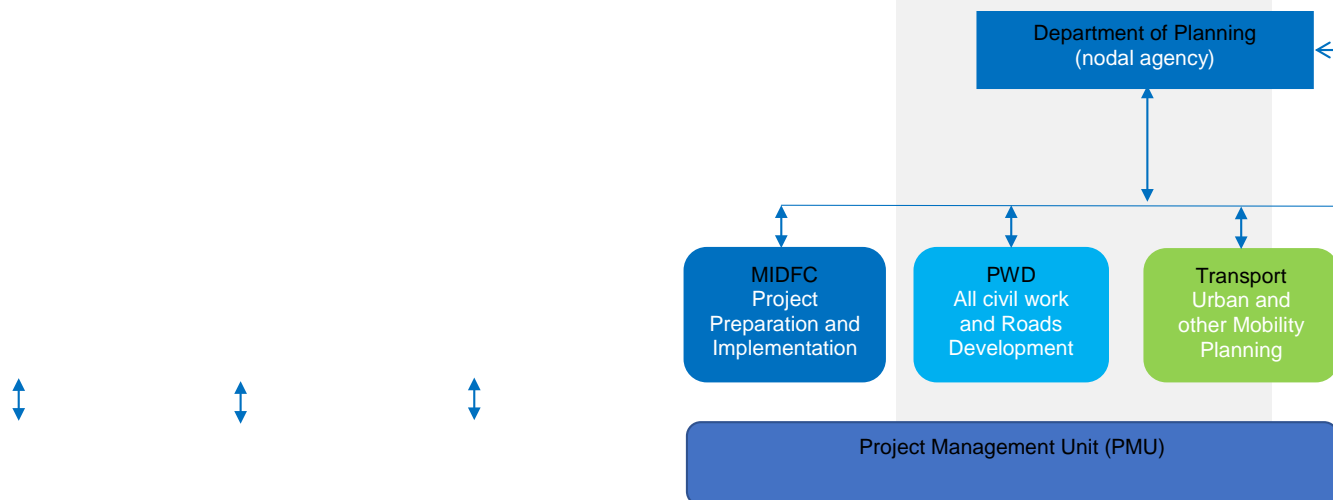 Department of Planning
(nodal agency)
MIDFC
Project
Preparation and
Implementation
PWD
All civil work
and Roads
Development
Transport
Urban and
other Mobility
Planning
Project Management Unit (PMU)